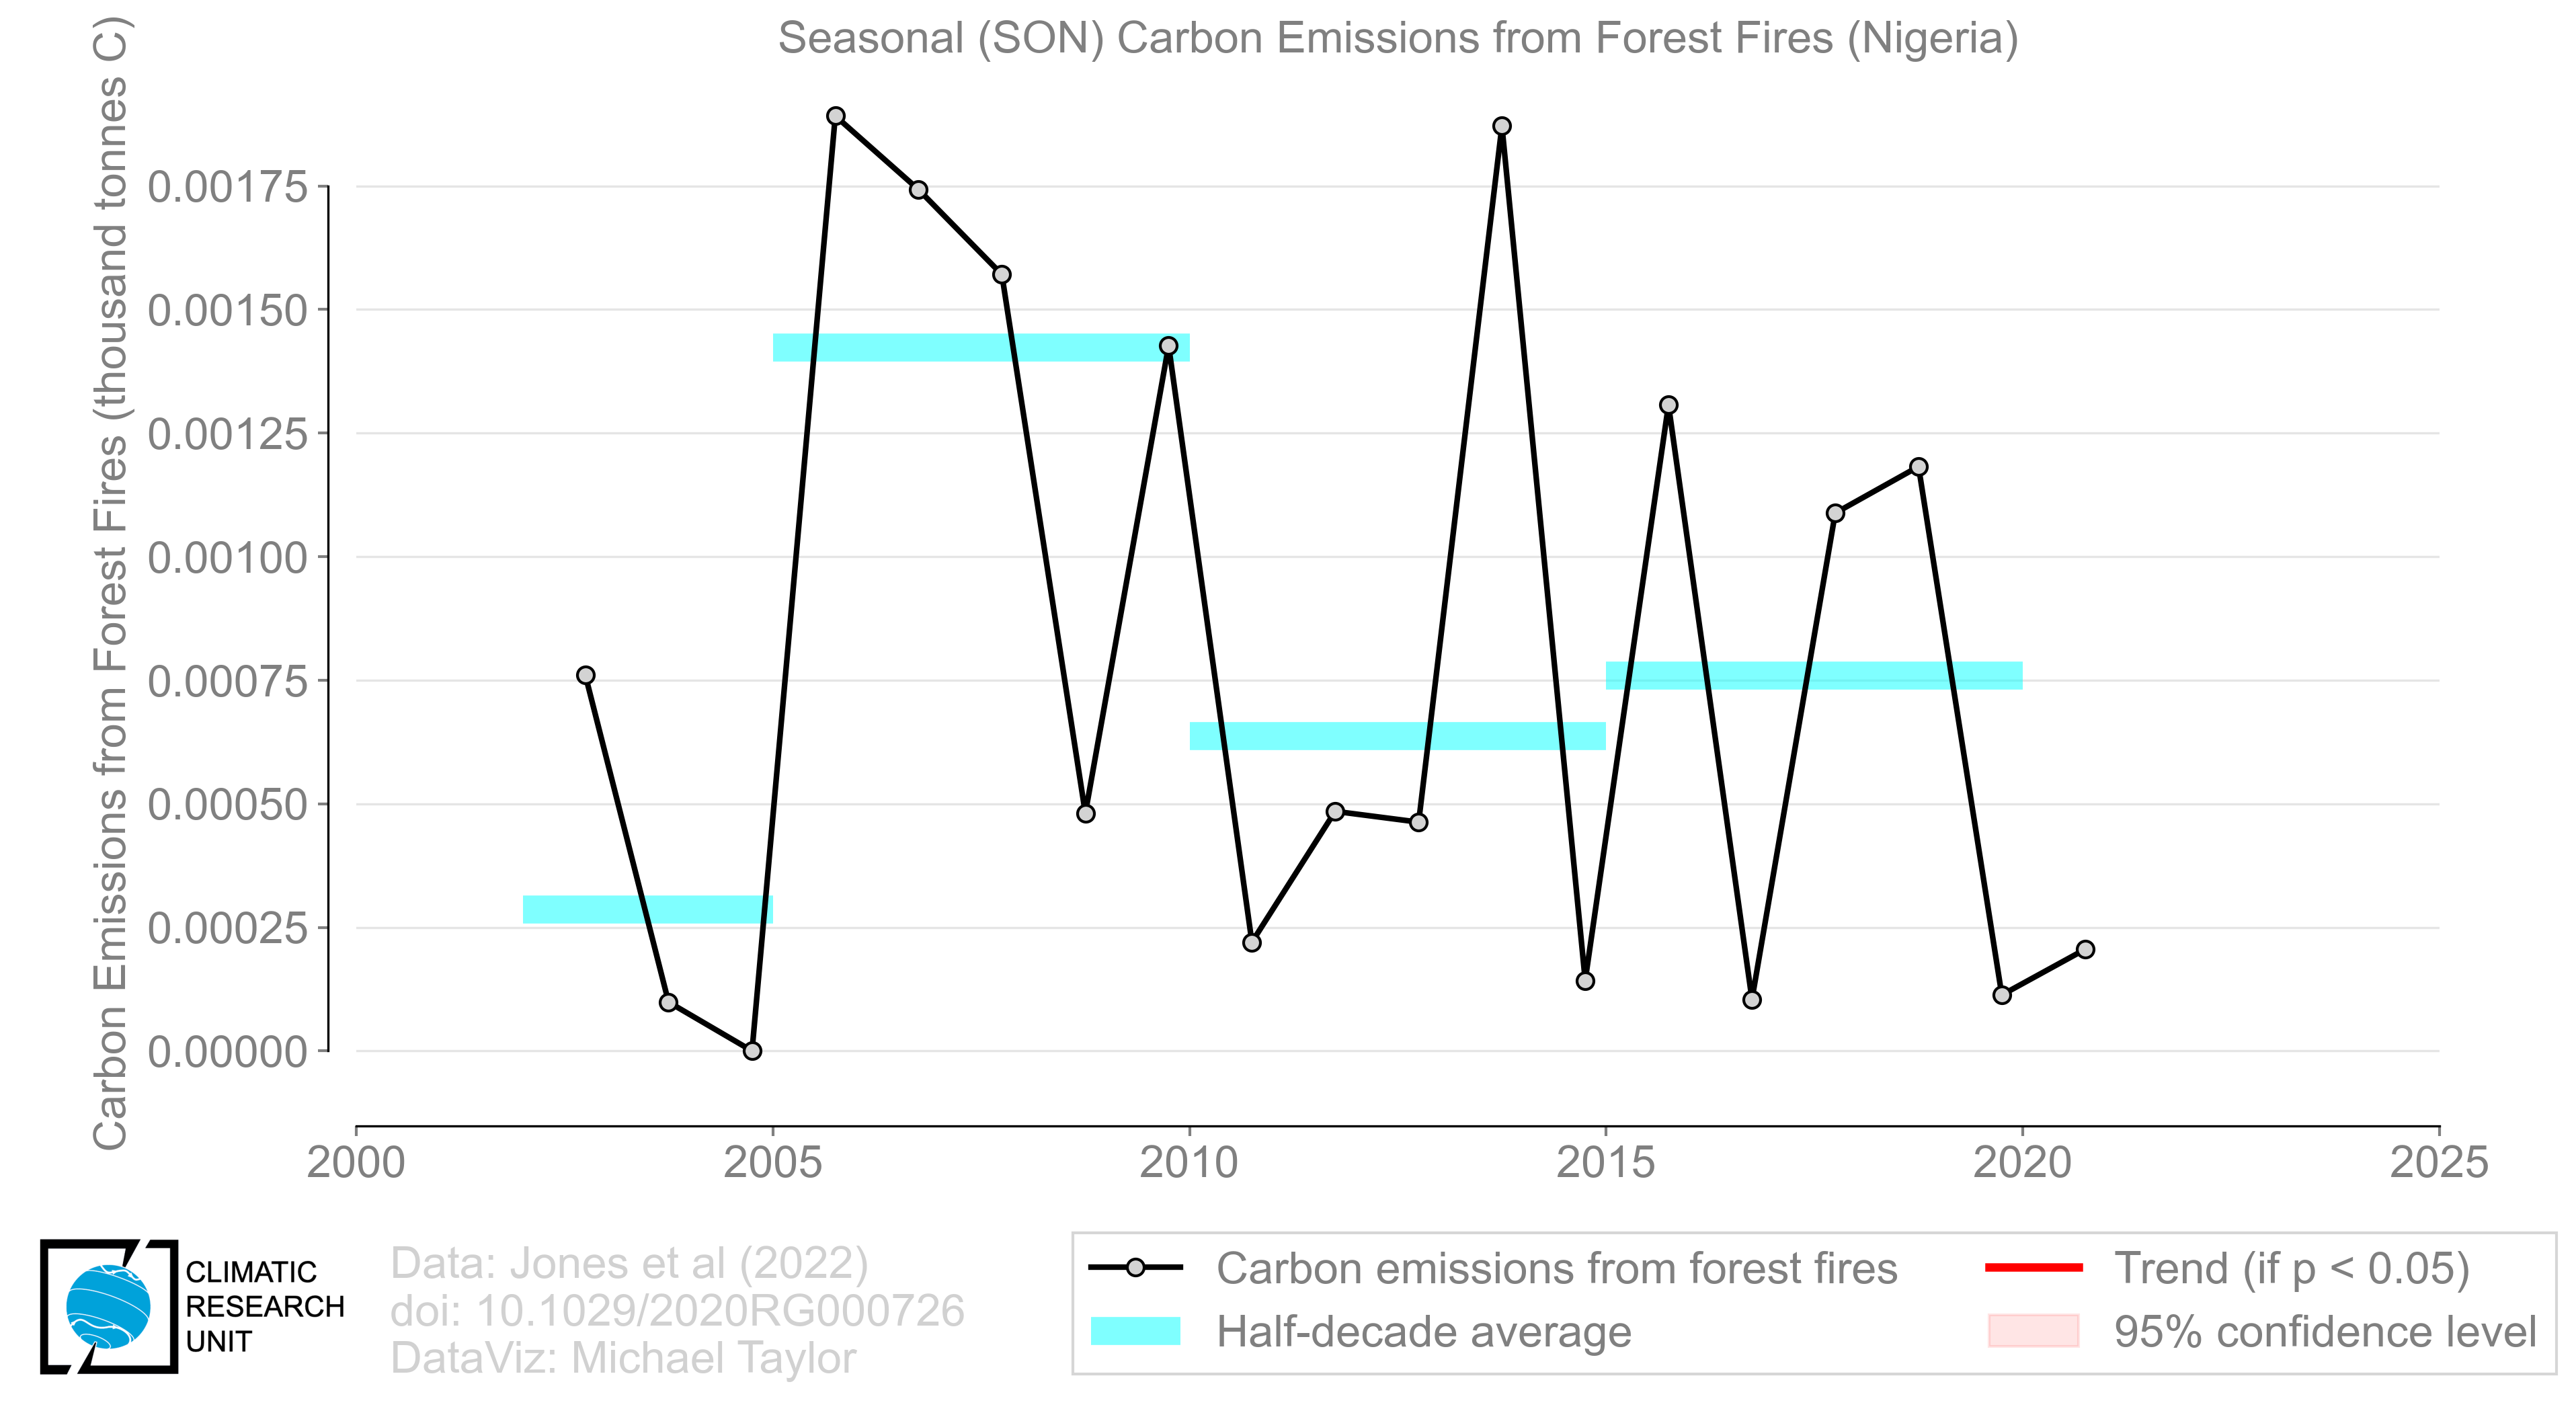 Seasonal (SON) Carbon Emissions from Forest Fires (Nigeria)
Carbon Emissions from Forest Fires (thousand tonnes C)
0.00175
0.00150
0.00125
0.00100
0.00075
0.00050
0.00025
0.00000
2000 2005 2010 2015 2020 2025
CLIMATIC
RESEARCH
UNIT
Data: Jones et al (2022)
doi: 10.1029/2020RG000726
DataViz: Michael Taylor
Carbon emissions from forest fires
Half-decade average
Trend (if p < 0.05)
95% confidence level